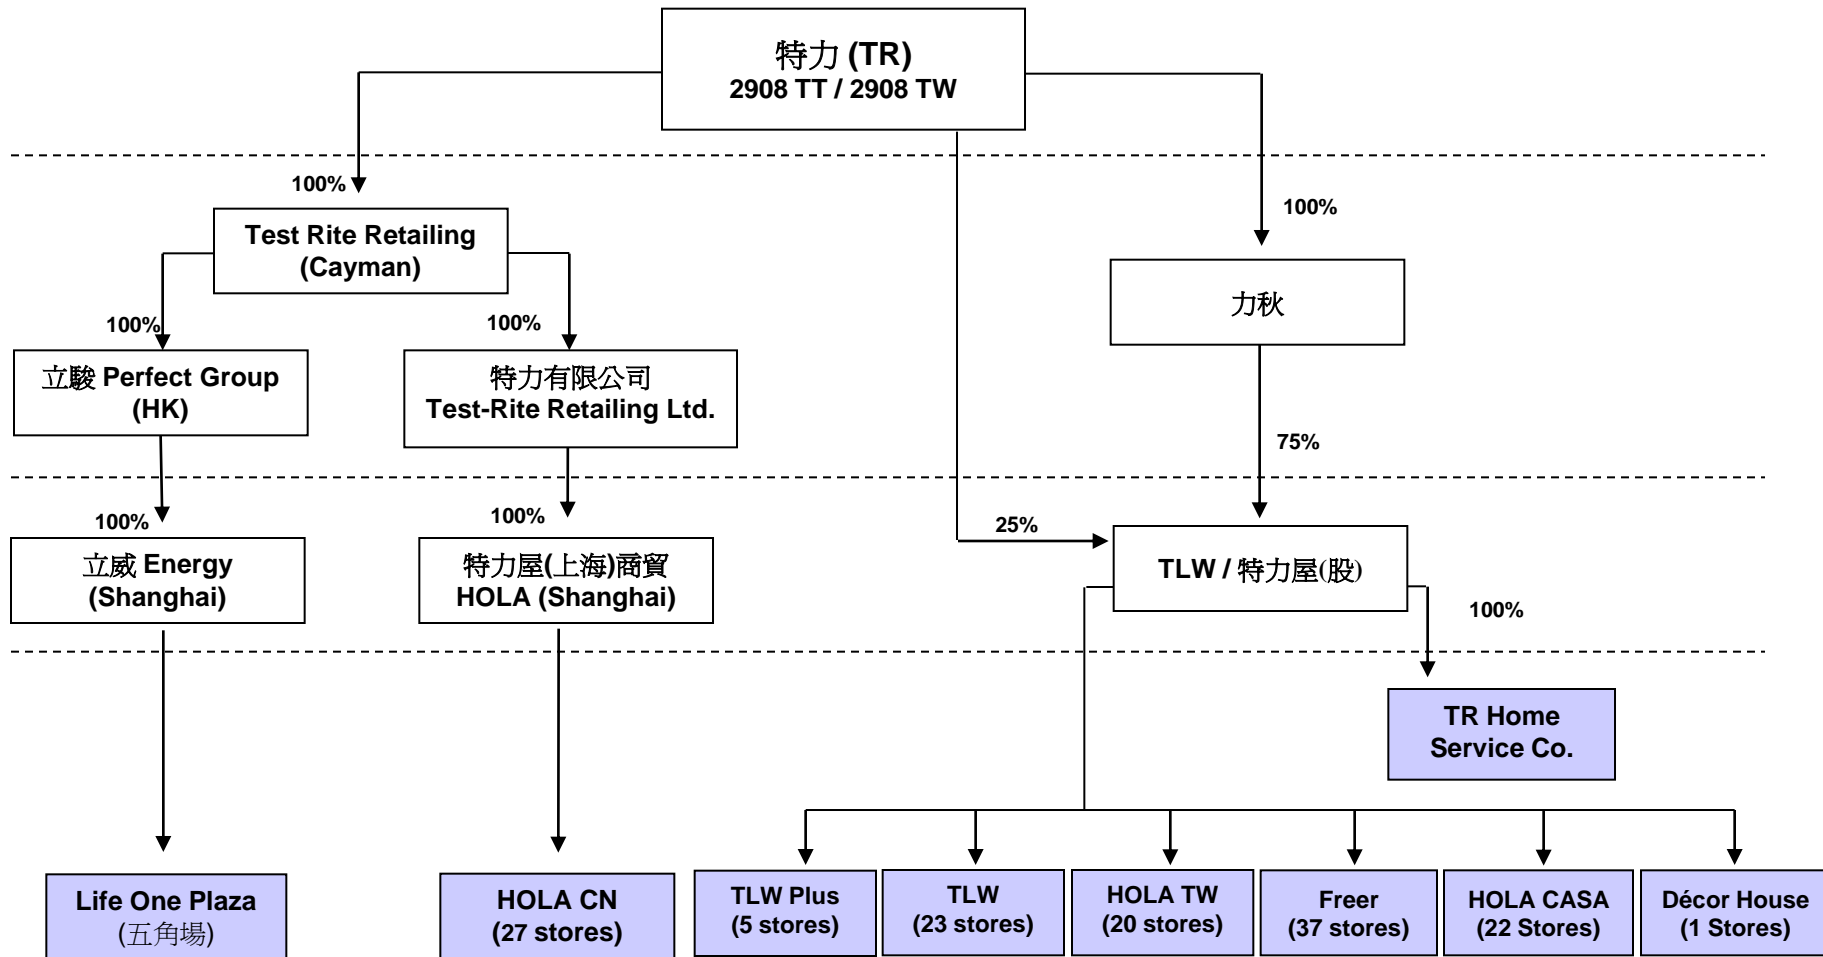 特力 (TR)
2908 TT / 2908 TW
100%
100%
Test Rite Retailing
(Cayman)
力秋
100%
100%
立駿 Perfect Group
(HK)
特力有限公司
Test-Rite Retailing Ltd.
75%
100%
100%
25%
立威 Energy
(Shanghai)
特力屋(上海)商貿
HOLA (Shanghai)
TLW / 特力屋(股)
100%
TR Home
Service Co.
Life One Plaza
(五角場)
HOLA CN
(27 stores)
TLW Plus
(5 stores)
TLW
(23 stores)
HOLA TW
(20 stores)
Freer
(37 stores)
HOLA CASA
(22 Stores)
Décor House
(1 Stores)